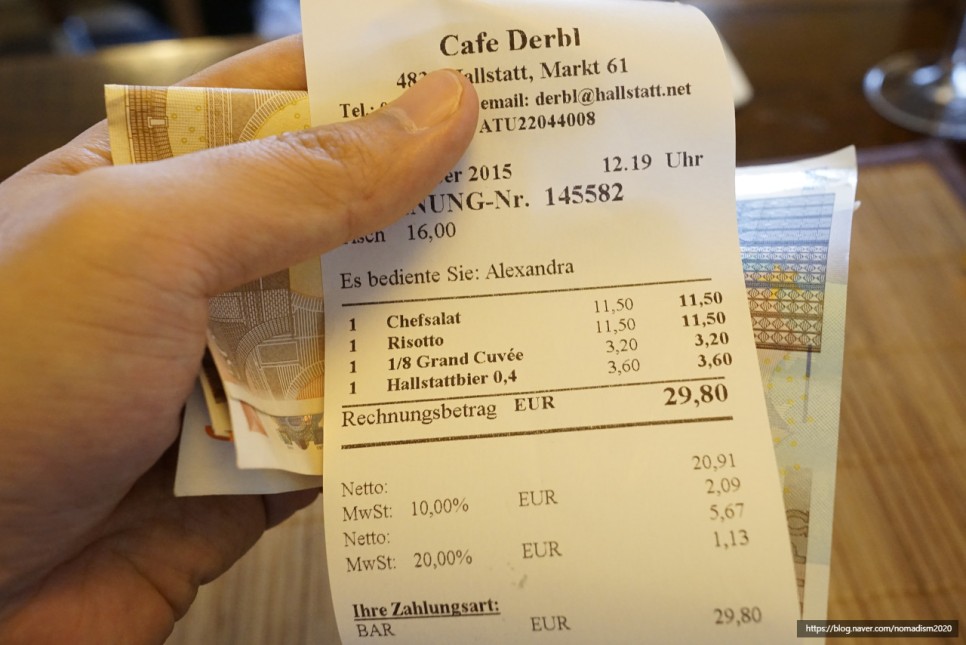 Cafe Derbl
Hallstatt, Markt 61
Tel.: email: derbl@hallstatt.net
ATU22044008
2015 12.19 Uhr
NUNG-Nr. 145582
16,00
Es bediente Sie: Alexandra
1 Chefsalat 11,50 11,50
1 Risotto 11,50 11,50
1 1/8 Grand Cuvée 3,20 3,20
1 Hallstattbier 0,4 3,60 3,60
Rechnungsbetrag EUR 29,80
Netto: 20,91
MwSt: 10,00% EUR 2,09
Netto: 5,67
MwSt: 20,00% EUR 1,13
Ihre Zahlungsart:
BAR EUR 29,80
https://blog.naver.com/nomadism2020